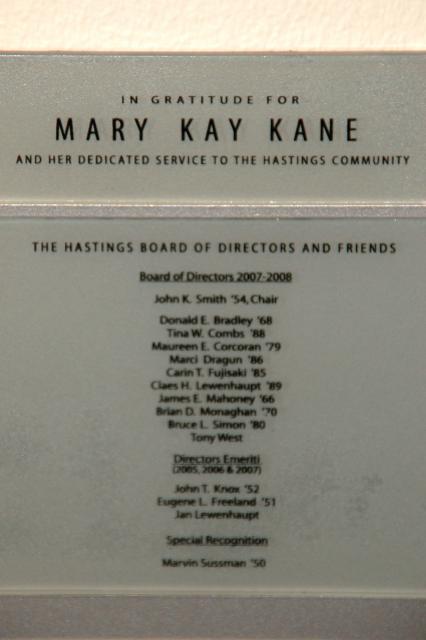 IN GRATITUDE FOR
MARY KAY KANE
AND HER DEDICATED SERVICE TO THE HASTINGS COMMUNITY
THE HASTINGS BOARD OF DIRECTORS AND FRIENDS
Board of Directors 2007-2008
John K. Smith '54, Chair
Donald E. Bradley '68
Tina W. Combs '88
Maureen E. Corcoran '79
Marci Dragun '86
Carin T. Fujisaki '85
Claes H. Lewenhaupt '89
James E. Mahoney '66
Brian D. Monaghan '70
Bruce L. Simon '80
Tony West
Directors Emeriti
(2005, 2006 & 2007)
John T. Knox '52
Eugene L. Freeland '51
Jan Lewenhaupt
Special Recognition
Marvin Sussman '50